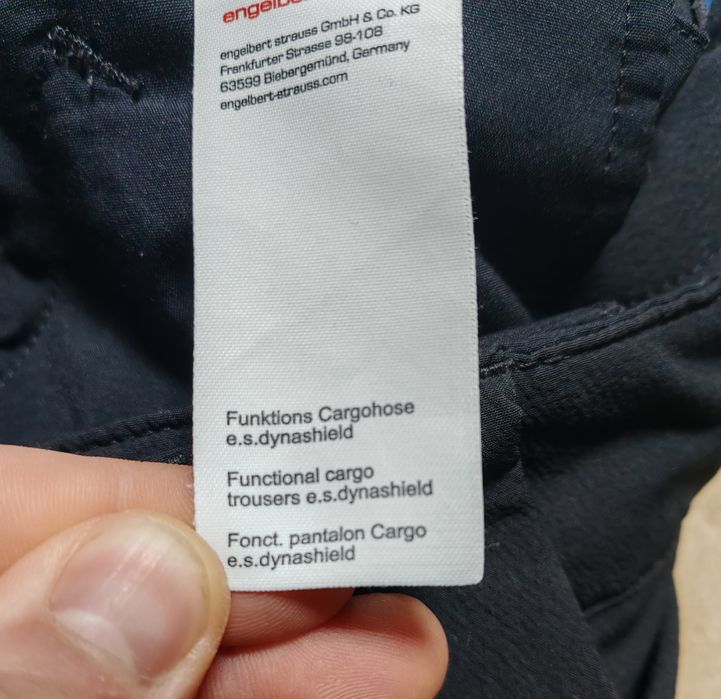 engelbert strauss GmbH & Co. KG
Frankfurter Strasse 98-108
63599 Biebergemünd, Germany
engelbert-strauss.com
Funktions Cargohose
e.s.dynashield
Functional cargo
trousers e.s.dynashield
Fonct. pantalon Cargo
e.s.dynashield